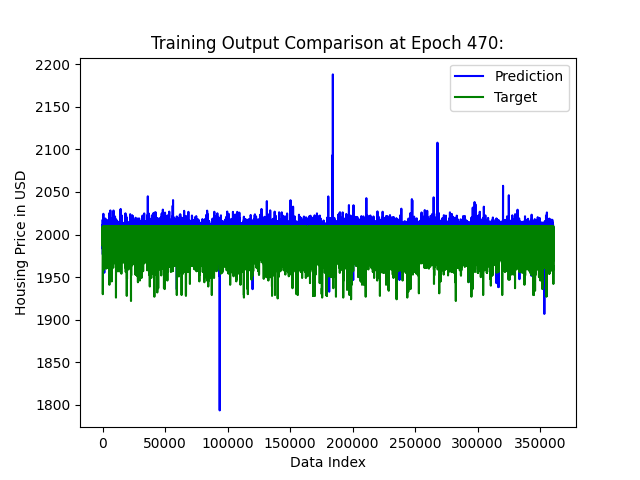 Training Output Comparison at Epoch 470:
Prediction
Target
Housing Price in USD
2200
2150
2100
2050
2000
1950
1900
1850
1800
0 50000 100000 150000 200000 250000 300000 350000
Data Index